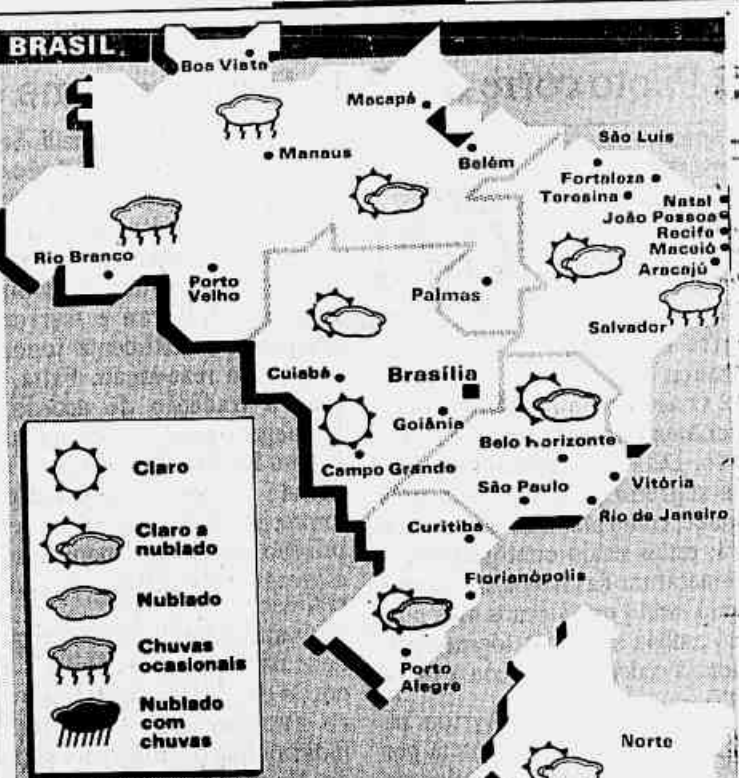 BRASIL
Boa Vista
Macapá
Manaus
Belém
São Luis
Fortaleza
Teresina
Natal
João Pessoa
Recife
Maceió
Aracajú
Rio Branco
Porto
Velho
Palmas
Salvador
Cuiabá
Brasília
Goiânia
Belo horizonte
Campo Grande
São Paulo
Vitória
Rio de Janeiro
Curitiba
Florianópolis
Porto
Alegre
Claro
Claro a
nublado
Nublado
Chuvas
ocasionais
Nublado
com
chuvas
Norte